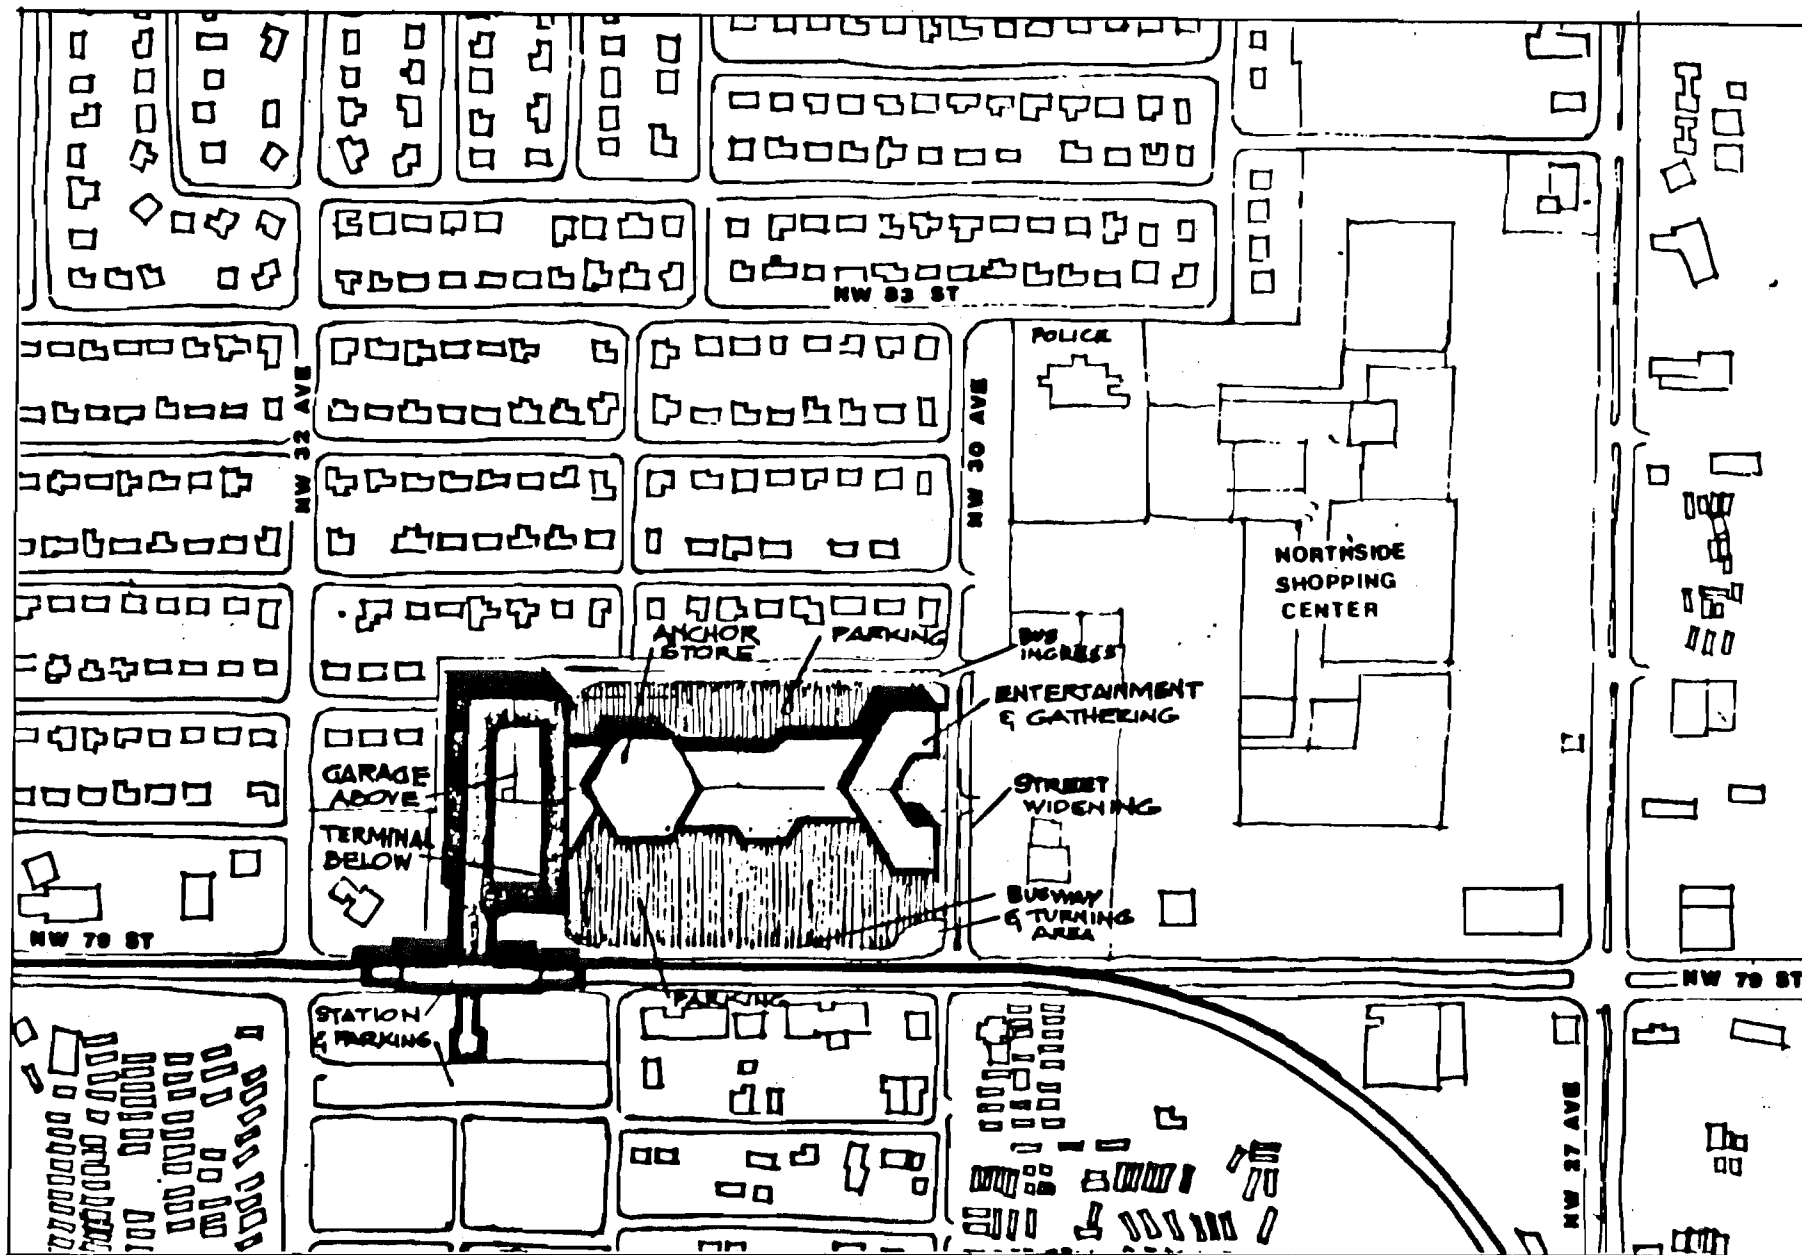 NW 83 ST
POLICE
NW 32 AVE
NW 30 AVE
NORTHSIDE
SHOPPING
CENTER
ANCHOR
STORE
PARKING
BUS
INGRESS
ENTERTAINMENT
& GATHERING
GARAGE
ABOVE
STREET
WIDENING
TERMINAL
BELOW
BUSWAY
& TURNING
AREA
NW 79 ST
NW 79 ST
PARKING
STATION
& PARKING
NW 27 AVE